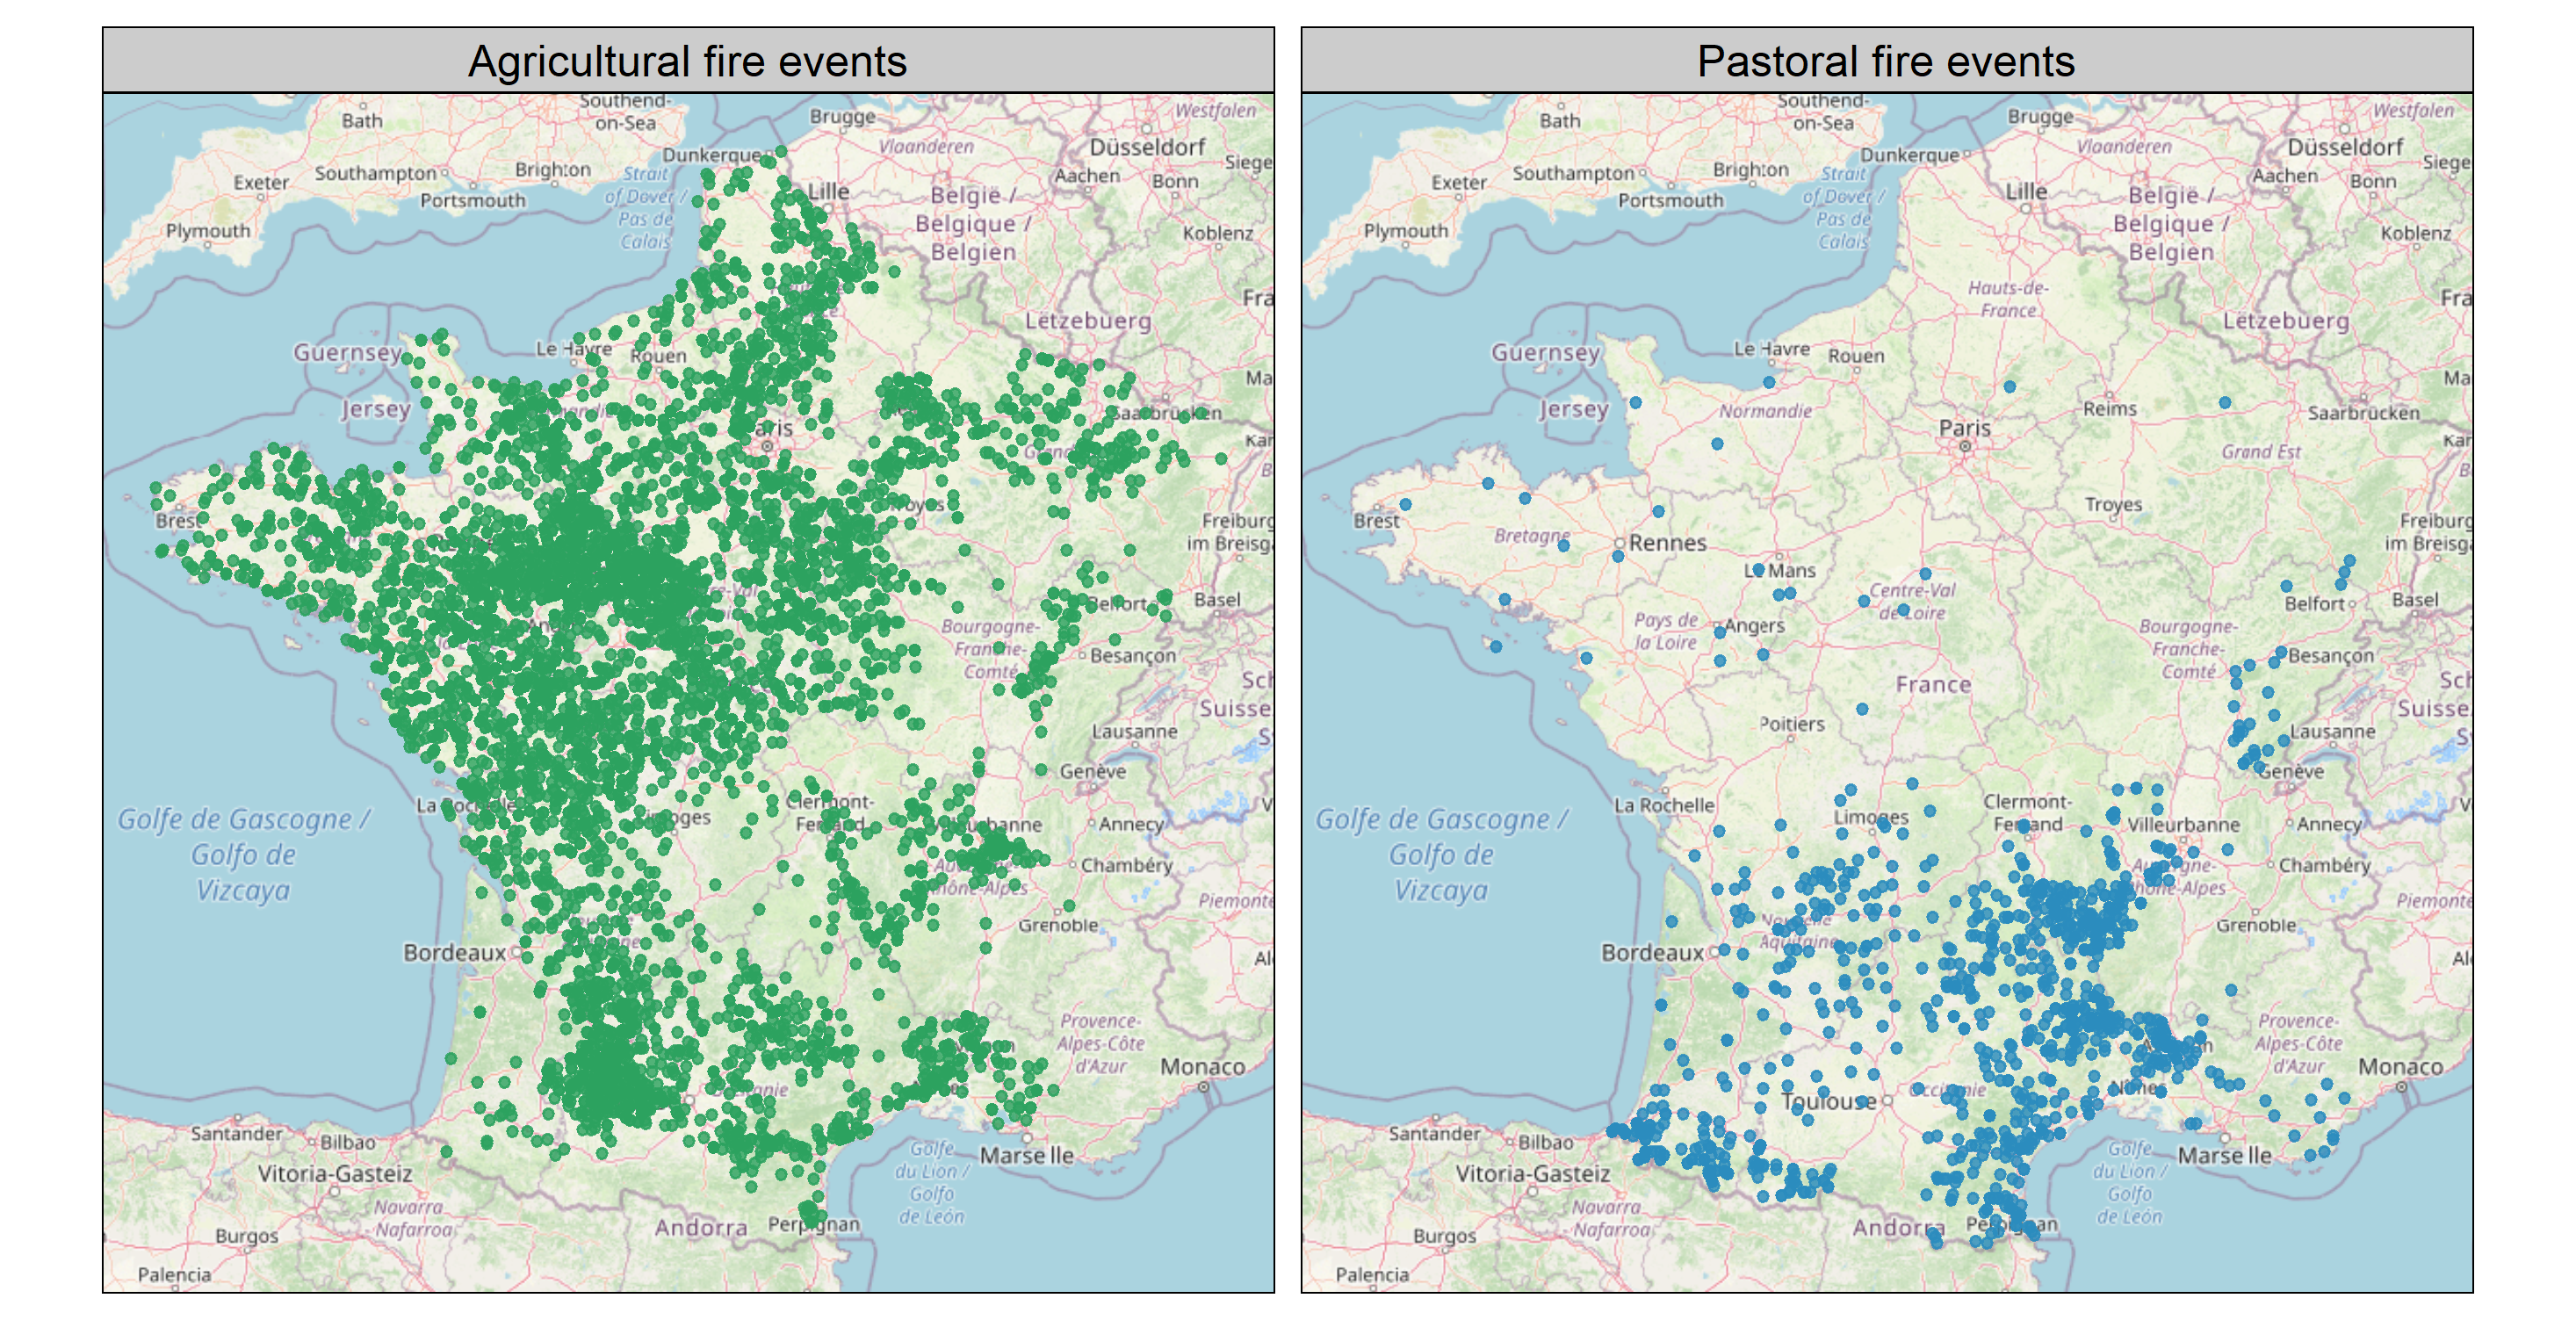 Agricultural fire events
Bath
Southend-
on-Sea
Brugge
Westfalen
Dunkerque
Vlaanderen
Düsseldorf
Siege
Exeter
Southampton
Brighton
Strait
of Dover /
Pas de
Calais
Portsmouth
Lille
Aachen
Bonn
België /
Belgique /
Belgien
Plymouth
Koblenz
Fra
Lëtzebuerg
Guernsey
Le Havre
Rouen
Ma
Jersey
Saarbrücken
Kar
B
Brest
Freiburg
im Breisga
Belfort
Basel
Bourgogne-
Franche-
Comté
Besançon
Sch
Suisse
S
Lausanne
Genève
Golfe de Gascogne /
Golfo de
Vizcaya
Clermont-
V
Annecy
Chambéry
Piemonte
Grenoble
Bordeaux
Al
Provence-
Alpes-Côte
d'Azur
Monaco
Santander
Bilbao
Golfe
du Lion /
Golfo
de León
Marseille
Vitoria-Gasteiz
Navarra
- Nafarroa
Andorra
Perpignan
Burgos
Palencia
Pastoral fire events
Bath
Southend-
on-Sea
Brugge
Westfalen
Dunkerque
Vlaanderen
Düsseldorf
Siege
Exeter
Southampton
Brighton
Strait
of Dover /
Pas de
Calais
Portsmouth
Lille
Aachen
Bonn
België /
Belgique /
Belgien
Plymouth
Koblenz
Hauts-de-
France
Fra
Lëtzebuerg
Guernsey
Le Havre
Rouen
Ma
Jersey
Normandie
Reims
Saarbrücken
Paris
Kar
Grand Est
B
Troyes
Brest
Bretagne
Rennes
Freiburg
im Breisga
Le Mans
Centre-Val
de Loire
Belfort
Basel
Pays de
la Loire
Angers
Bourgogne-
Franche-
Comté
Besançon
France
Sch
Suisse
S
Poitiers
Lausanne
Genève
La Rochelle
Limoges
Clermont-
Ferrand
Villeurbanne
Annecy
V
Golfe de Gascogne /
Golfo de
Vizcaya
Auvergne-
Rhône-Alpes
Chambéry
Piemonte
Nouvelle
Aquitaine
Grenoble
Bordeaux
Al
Provence-
Alpes-Côte
d'Azur
Monaco
Nîmes
Occitanie
Toulouse
Santander
Bilbao
Golfe
du Lion /
Golfo
de León
Marseille
Vitoria-Gasteiz
Navarra
- Nafarroa
Andorra
Perpignan
Burgos
Palencia